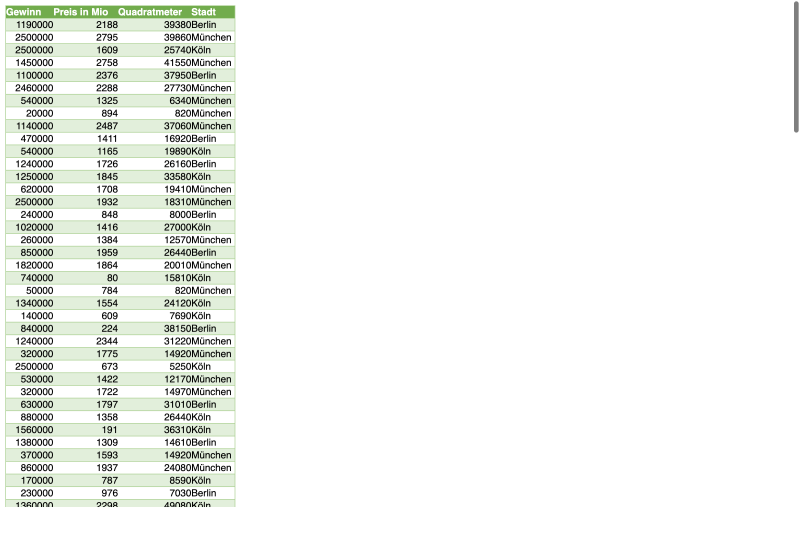 Gewinn Preis in Mio Quadratmeter Stadt
1190000 2188 39380 Berlin
2500000 2795 39860 München
2500000 1609 25740 Köln
1450000 2758 41550 München
1100000 2376 37950 Berlin
2460000 2288 27730 München
540000 1325 6340 München
20000 894 820 München
1140000 2487 37060 München
470000 1411 16920 Berlin
540000 1165 19890 Köln
1240000 1726 26160 Berlin
1250000 1845 33580 Köln
620000 1708 19410 München
2500000 1932 18310 München
240000 848 8000 Berlin
1020000 1416 27000 Köln
260000 1384 12570 München
850000 1959 26440 Berlin
1820000 1864 20010 München
740000 80 15810 Köln
50000 784 820 München
1340000 1554 24120 Köln
140000 609 7690 Köln
840000 224 38150 Berlin
1240000 2344 31220 München
320000 1775 14920 München
2500000 673 5250 Köln
530000 1422 12170 München
320000 1722 14970 München
630000 1797 31010 Berlin
880000 1358 26440 Köln
1560000 191 36310 Köln
1380000 1309 14610 Berlin
370000 1593 14920 München
860000 1937 24080 München
170000 787 8590 Köln
230000 976 7030 Berlin
1360000 2298 49080 Köln